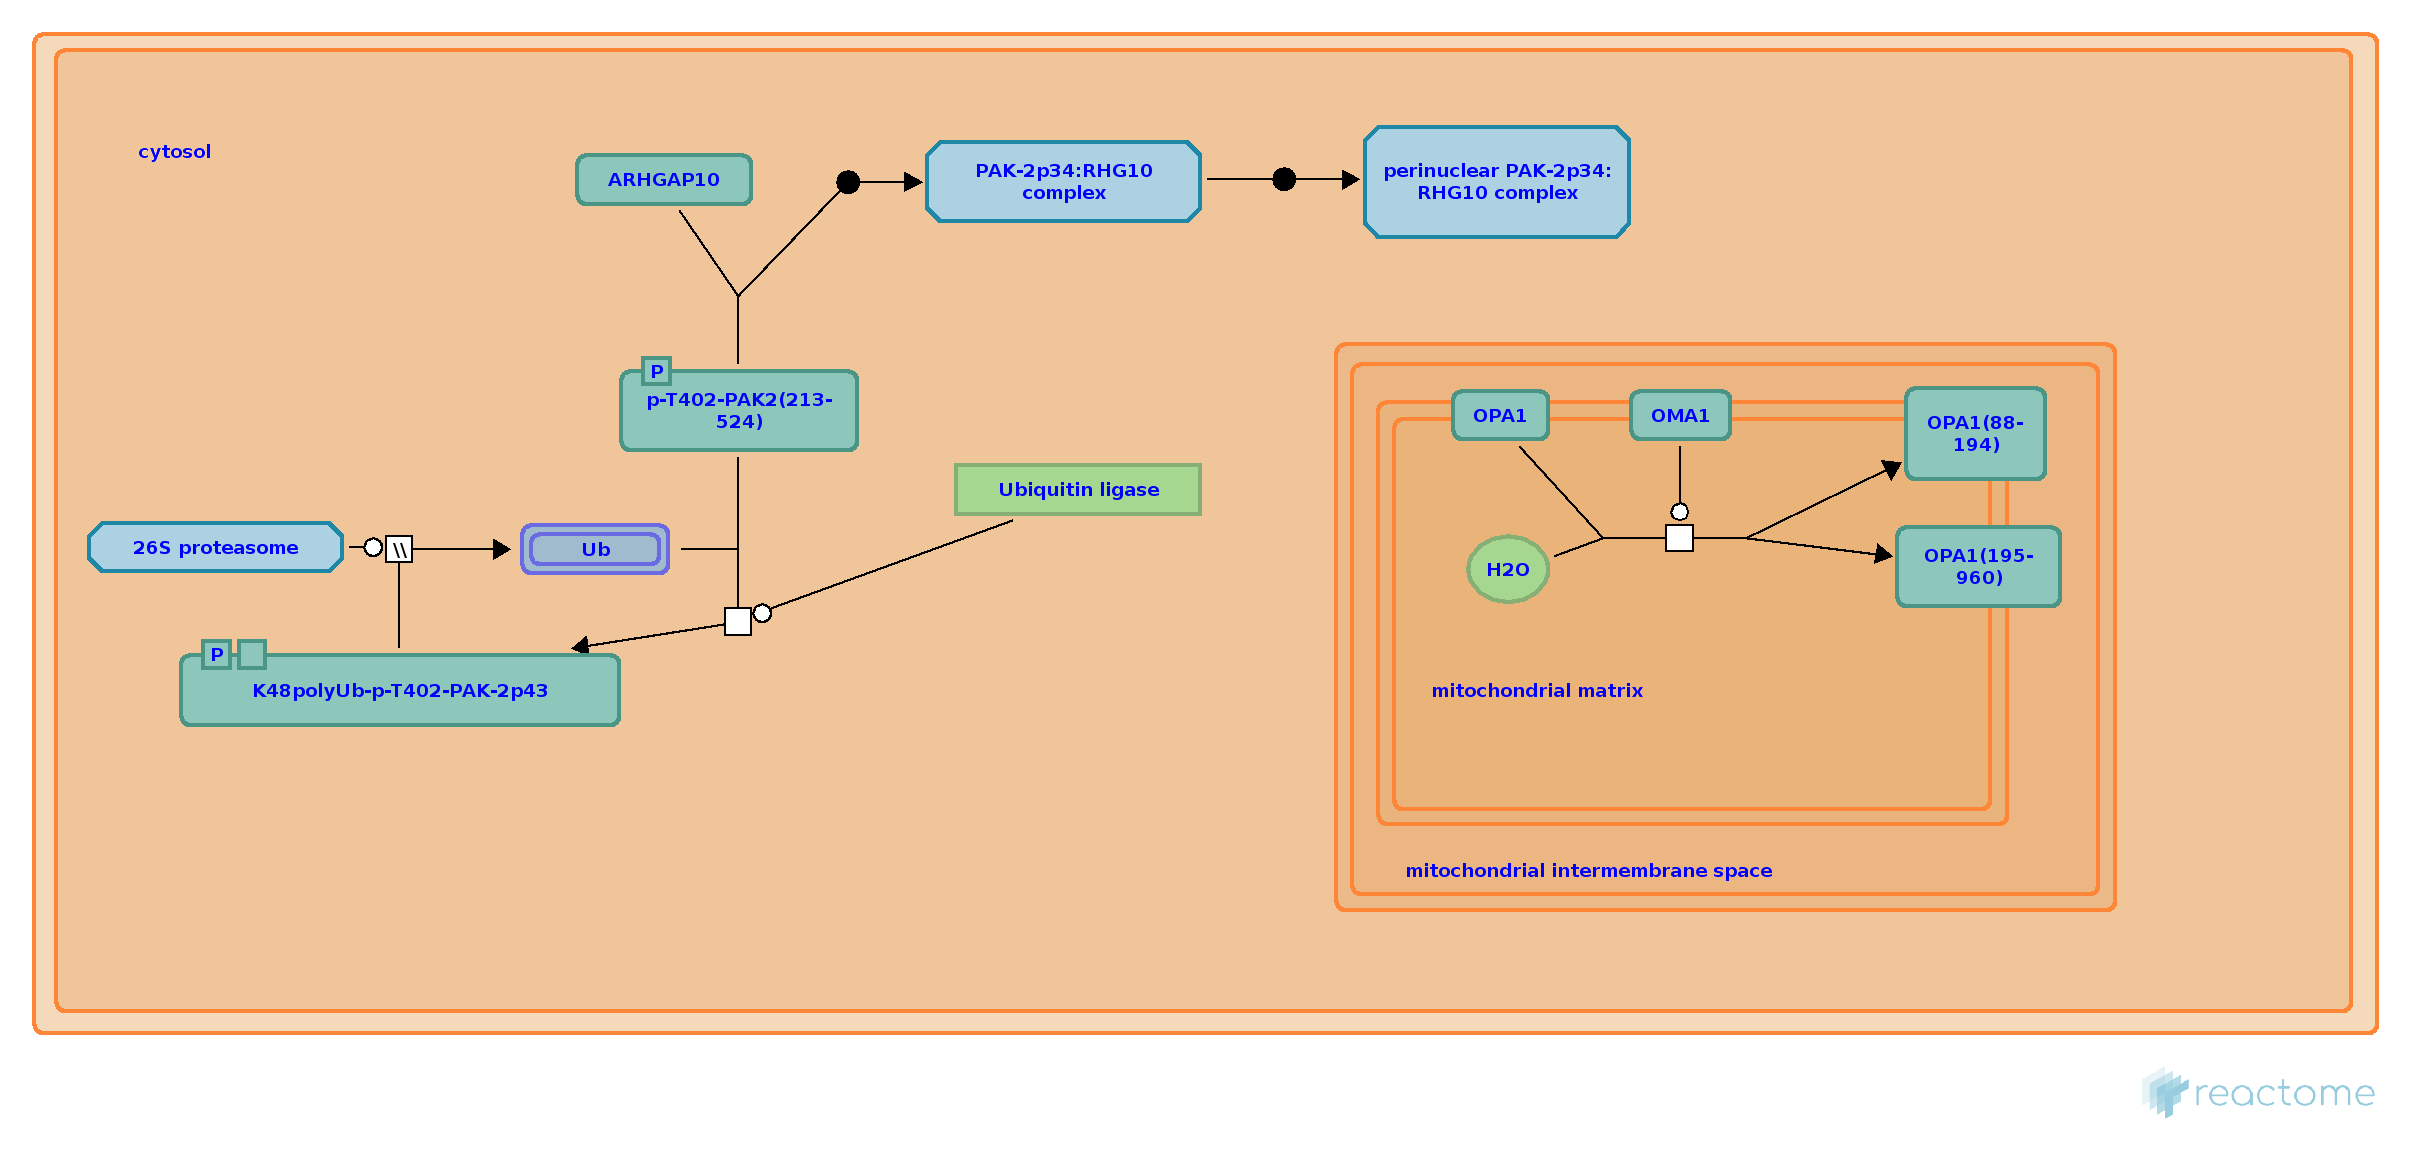 cytosol
ARHGAP10
PAK-2p34:RHG10
complex
perinuclear PAK-2p34:
RHG10 complex
P
p-T402-PAK2(213-
524)
Ubiquitin ligase
26S proteasome
\\
Ub
P
K48polyUb-p-T402-PAK-2p43
OPA1
OMA1
OPA1(88-
194)
H2O
OPA1(195-
960)
mitochondrial matrix
mitochondrial intermembrane space
reactome